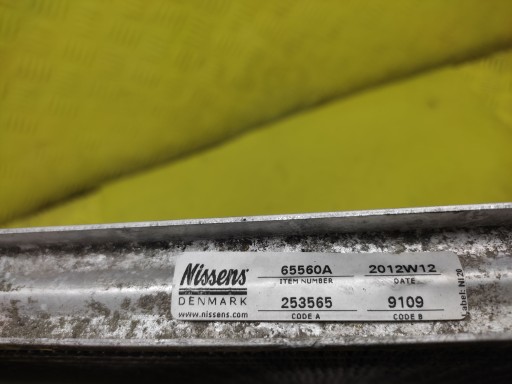 Nissens
DENMARK
www.nissens.com
65560A
ITEM NUMBER
253565
CODE A
2012W12
DATE
9109
CODE B